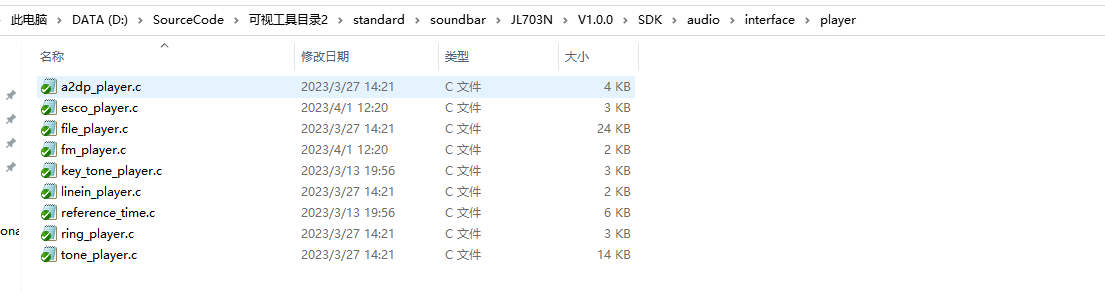 此电脑 > DATA (D:) > SourceCode > 可视工具目录2 > standard > soundbar > JL703N > V1.0.0 > SDK > audio > interface > player
名称 修改日期 类型 大小
a2dp_player.c 2023/3/27 14:21 C 文件 4 KB
esco_player.c 2023/4/1 12:20 C 文件 3 KB
file_player.c 2023/3/27 14:21 C 文件 24 KB
fm_player.c 2023/4/1 12:20 C 文件 2 KB
key_tone_player.c 2023/3/13 19:56 C 文件 3 KB
linein_player.c 2023/3/27 14:21 C 文件 2 KB
reference_time.c 2023/3/13 19:56 C 文件 6 KB
ona ring_player.c 2023/3/27 14:21 C 文件 3 KB
tone_player.c 2023/3/27 14:21 C 文件 14 KB